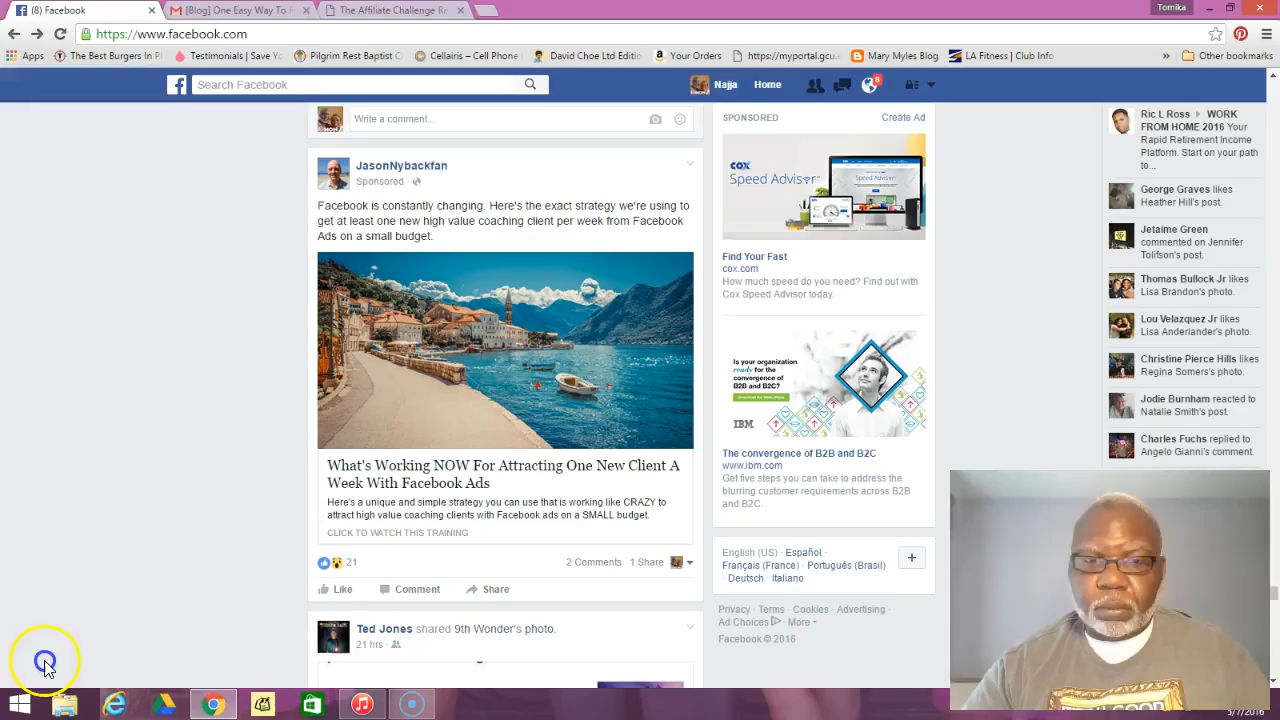 Facebook
[Blog] One Easy Way To
The Affiliate Challenge Re
Tomika
https://www.facebook.com
Apps
The Best Burgers In
Testimonials | Save Yo
Pilgrim Rest Baptist C
Cellairis – Cell Phone
David Choe Ltd Edition
Your Orders
https://myportal.gcu.e
Mary Myles Blog
LA Fitness | Club Info
»
Other bookmarks
Search Facebook
Najja
Home
8
Write a comment...
JasonNybackfan
Sponsored ·
Facebook is constantly changing. Here's the exact strategy we're using to
get at least one new high value coaching client per week from Facebook
Ads on a small budget.
What's Working NOW For Attracting One New Client A
Week With Facebook Ads
Here's a unique and simple strategy you can use that is working like CRAZY to
attract high value coaching clients with Facebook ads on a SMALL budget.
CLICK TO WATCH THIS TRAINING
21
2 Comments 1 Share
Like
Comment
Share
Ted Jones shared 9th Wonder's photo.
21 hrs ·
SPONSORED
Create Ad
COX
Speed Advisor
Find Your Fast
cox.com
How much speed do you need? Find out with
Cox Speed Advisor today.
Is your organization
ready for the
convergence of
B2B and B2C?
IBM
The convergence of B2B and B2C
www.ibm.com
Get five steps you can take to address the
blurring customer requirements across B2B
and B2C.
English (US) · Español ·
Français (France) · Português (Brasil)
· Deutsch · Italiano
Privacy · Terms · Cookies · Advertising ·
Ad Choices · More
Facebook © 2016
Ric L Ross ▸ WORK
FROM HOME 2016 Your
Rapid Retirement Income
Platform. Start on your path
to...
George Graves likes
Heather Hill's post.
Jetaime Green
commented on Jennifer
Tolifson's post.
Thomas Bullock Jr likes
Lisa Brandon's photo.
Lou Velazquez Jr likes
Lisa Anderlander's photo.
Christine Pierce Hills likes
Regina Somers's photo.
Jodie Burnham reacted to
Natalie Smith's post.
Charles Fuchs replied to
Angelo Gianni's comment.
5/7/2016